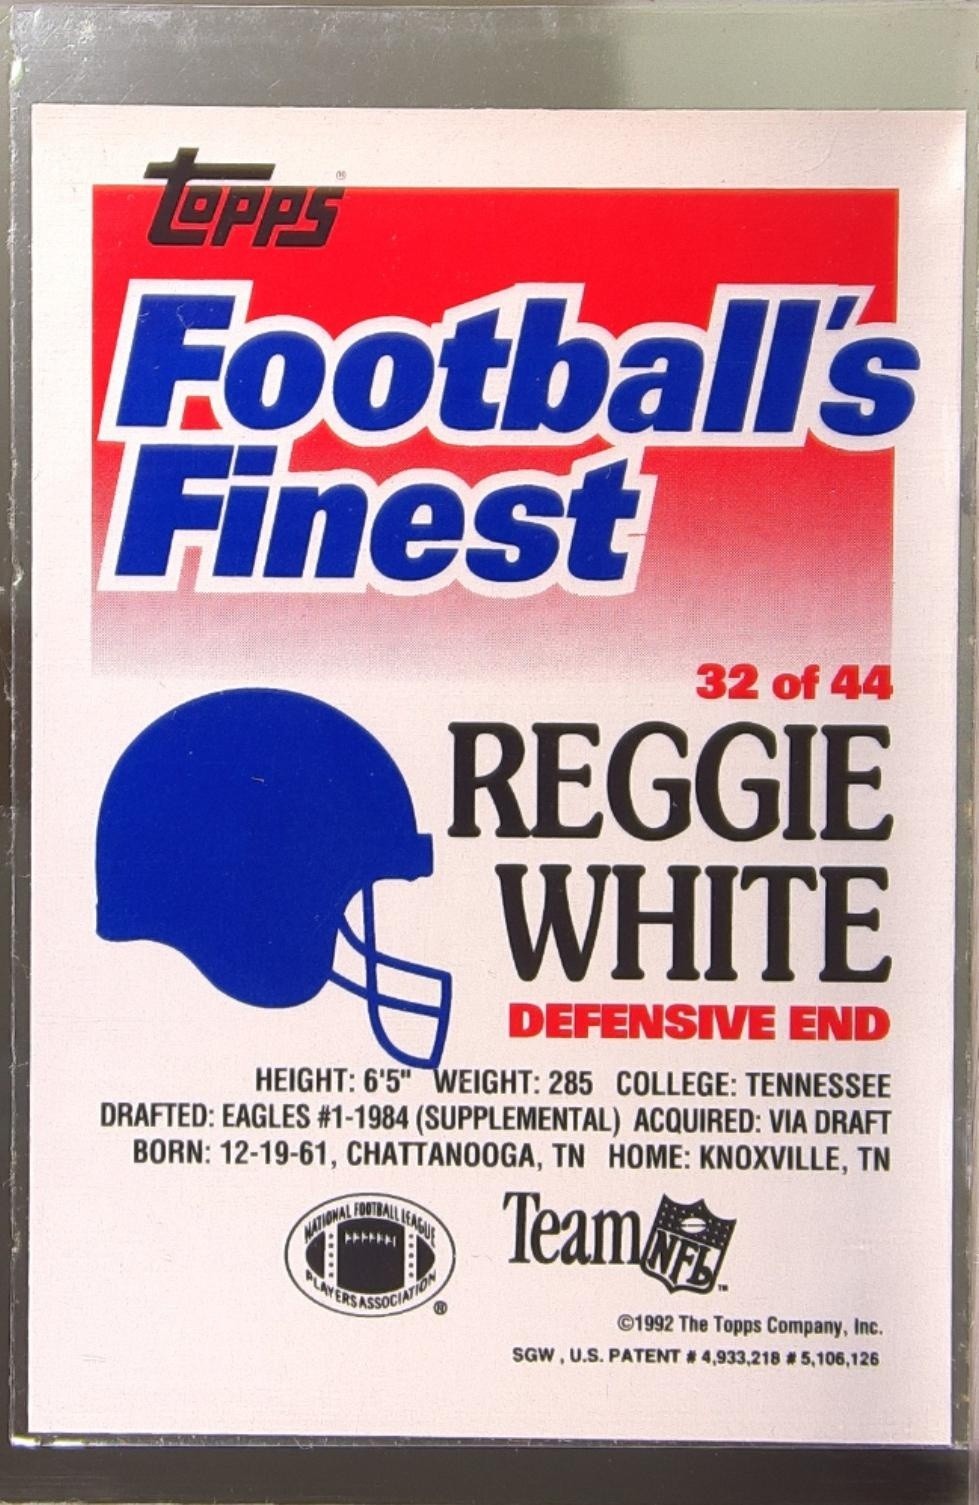 TOPPS®
Football's
Finest
32 of 44
REGGIE
WHITE
DEFENSIVE END
HEIGHT: 6'5" WEIGHT: 285 COLLEGE: TENNESSEE
DRAFTED: EAGLES #1-1984 (SUPPLEMENTAL) ACQUIRED: VIA DRAFT
BORN: 12-19-61, CHATTANOOGA, TN HOME: KNOXVILLE, TN
NATIONAL FOOTBALL LEAGUE
PLAYERS ASSOCIATION ®
Team NFL ™
©1992 The Topps Company, Inc.
SGW , U.S. PATENT # 4,933,218 # 5,106,126